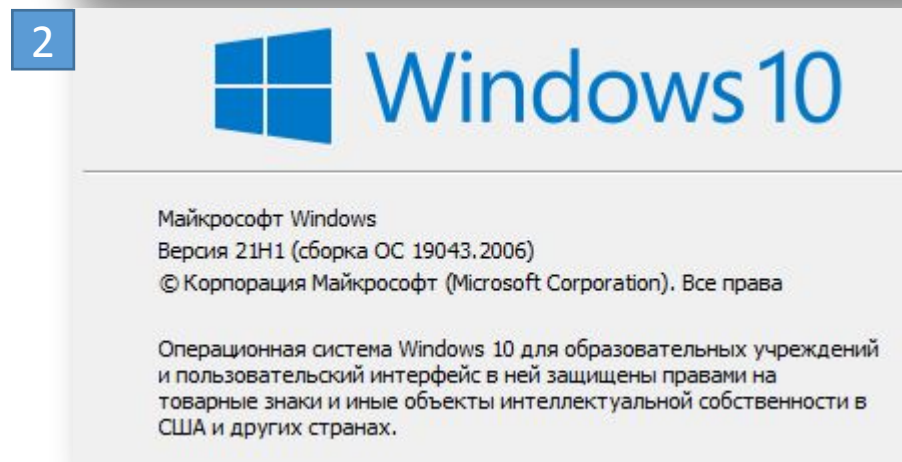 2
Windows 10
Майкрософт Windows
Версия 21H1 (сборка ОС 19043.2006)
© Корпорация Майкрософт (Microsoft Corporation). Все права
Операционная система Windows 10 для образовательных учреждений
и пользовательский интерфейс в ней защищены правами на
товарные знаки и иные объекты интеллектуальной собственности в
США и других странах.